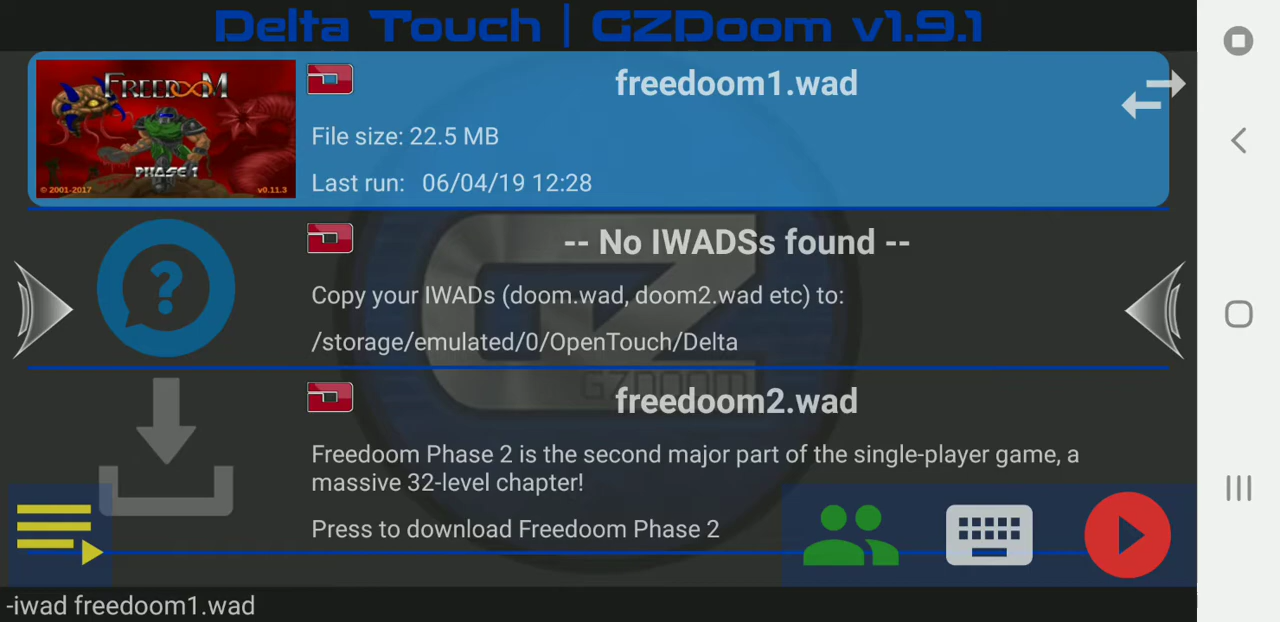 Delta Touch | GZDoom v1.9.1
FREEDOOM
PHASE 1
© 2001-2017
v0.11.3
freedoom1.wad
File size: 22.5 MB
Last run: 06/04/19 12:28
-- No IWADSs found --
Copy your IWADs (doom.wad, doom2.wad etc) to:
/storage/emulated/0/OpenTouch/Delta
GZDOOM
freedoom2.wad
Freedoom Phase 2 is the second major part of the single-player game, a
massive 32-level chapter!
Press to download Freedoom Phase 2
-iwad freedoom1.wad